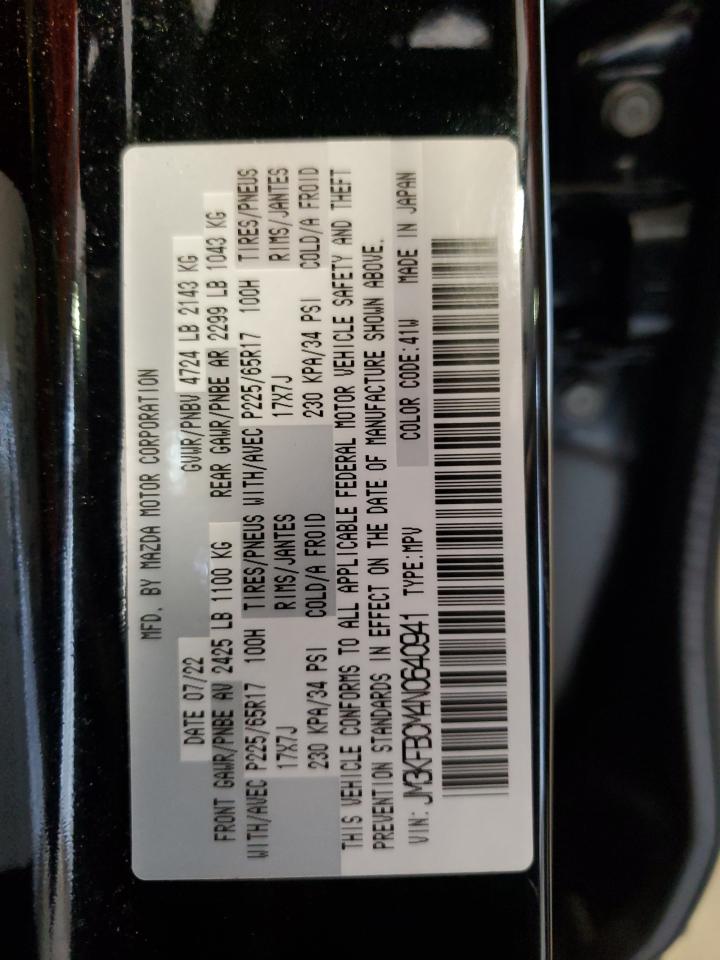 MFD. BY MAZDA MOTOR CORPORATION
DATE 07/22 GVWR/PNBV 4724 LB 2143 KG
FRONT GAWR/PNBE AV 2425 LB 1100 KG REAR GAWR/PNBE AR 2299 LB 1043 KG
WITH/AVEC P225/65R17 100H TIRES/PNEUS WITH/AVEC P225/65R17 100H TIRES/PNEUS
17X7J RIMS/JANTES 17X7J RIMS/JANTES
230 KPA/34 PSI COLD/A FROID 230 KPA/34 PSI COLD/A FROID
THIS VEHICLE CONFORMS TO ALL APPLICABLE FEDERAL MOTOR VEHICLE SAFETY AND THEFT
PREVENTION STANDARDS IN EFFECT ON THE DATE OF MANUFACTURE SHOWN ABOVE.
VIN: JM3KFBCM4N0640941 TYPE:MPV COLOR CODE:41W MADE IN JAPAN